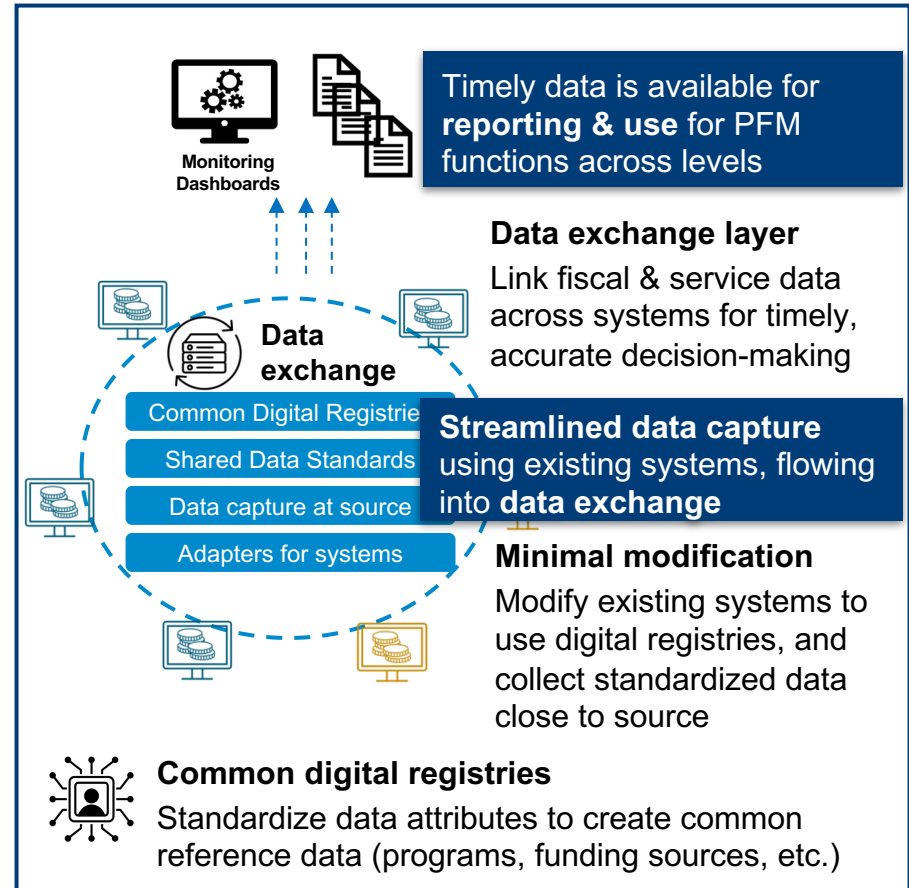 Timely data is available for
reporting & use for PFM
functions across levels
Monitoring
Dashboards
Data exchange layer
Link fiscal & service data
across systems for timely,
accurate decision-making
Data
exchange
Common Digital Registrie
Shared Data Standards
Data capture at source
Adapters for systems
Streamlined data capture
using existing systems, flowing
into data exchange
Minimal modification
Modify existing systems to
use digital registries, and
collect standardized data
close to source
Common digital registries
Standardize data attributes to create common
reference data (programs, funding sources, etc.)